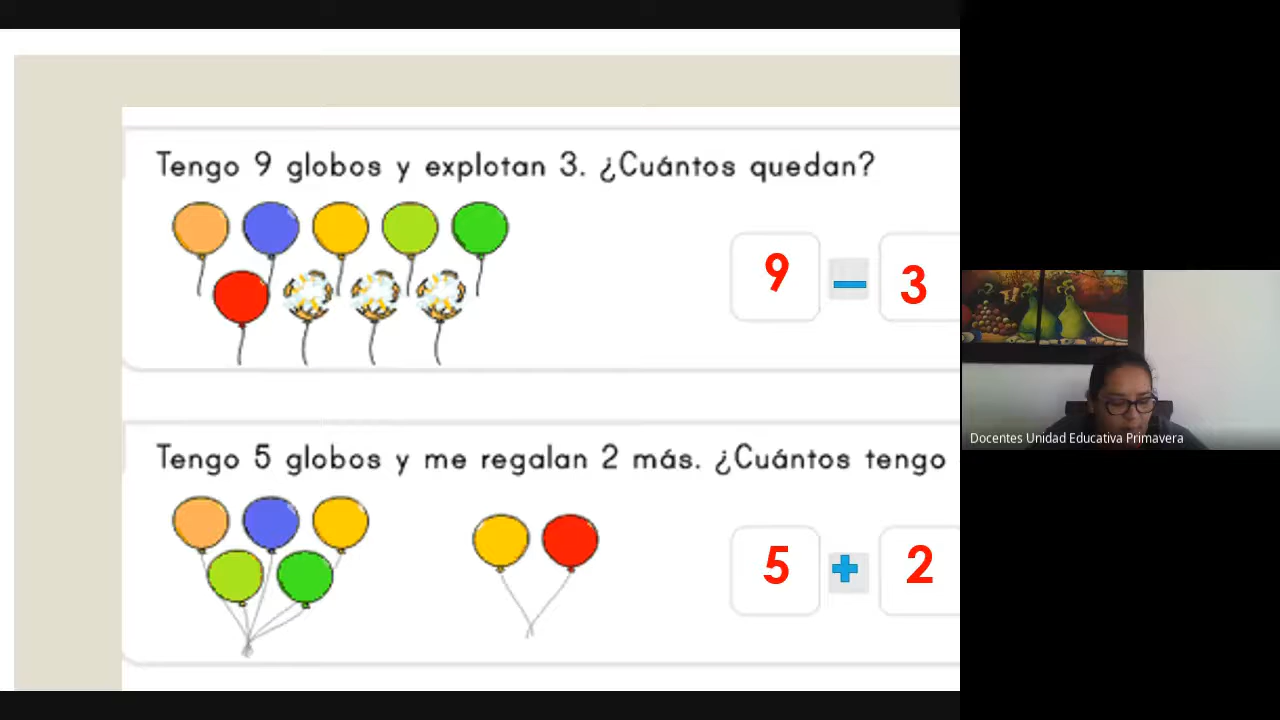 Tengo 9 globos y explotan 3. ¿Cuántos quedan?
9 − 3
Tengo 5 globos y me regalan 2 más. ¿Cuántos tengo
5 + 2
Docentes Unidad Educativa Primavera